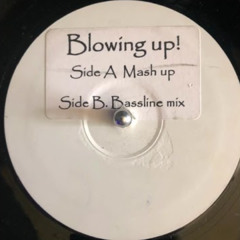 Blowing up!
Side A Mash up
Side B. Bassline mix